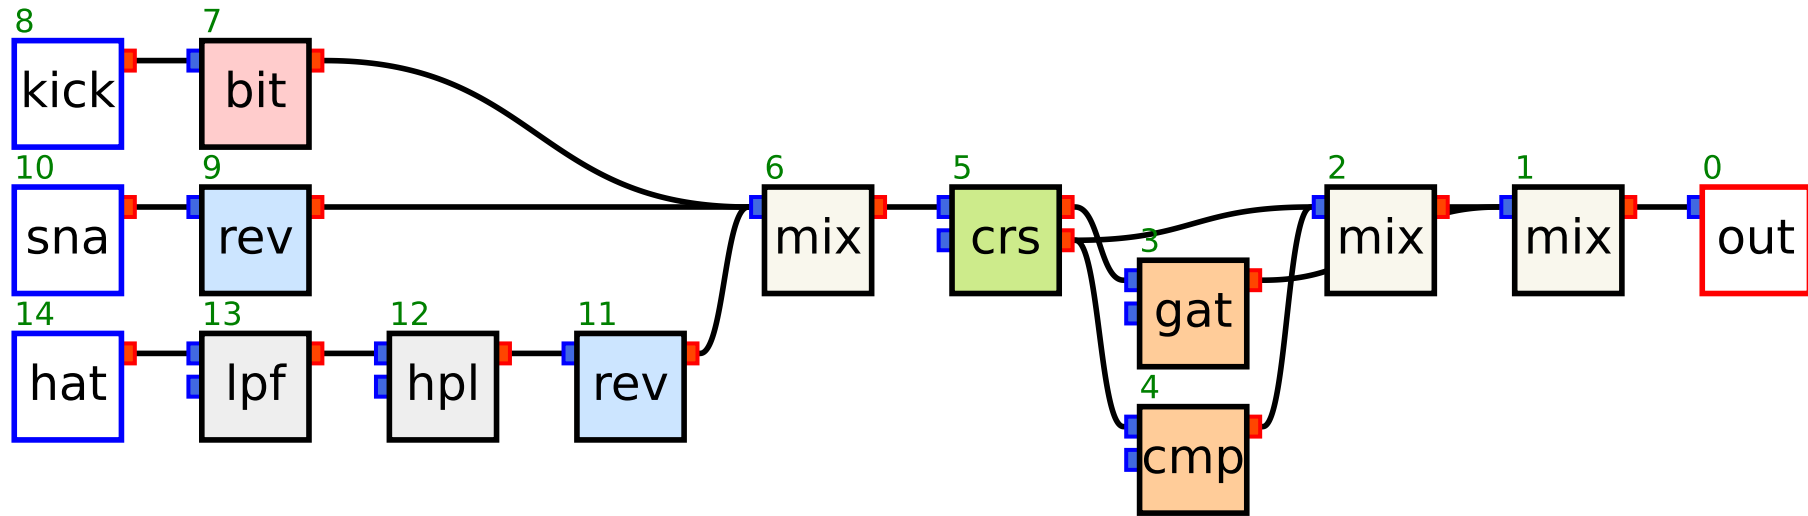 8 7
kick bit
10 9 6 5 2 1 0
sna rev mix crs mix mix out
3
gat
14 13 12 11
hat lpf hpl rev
4
cmp